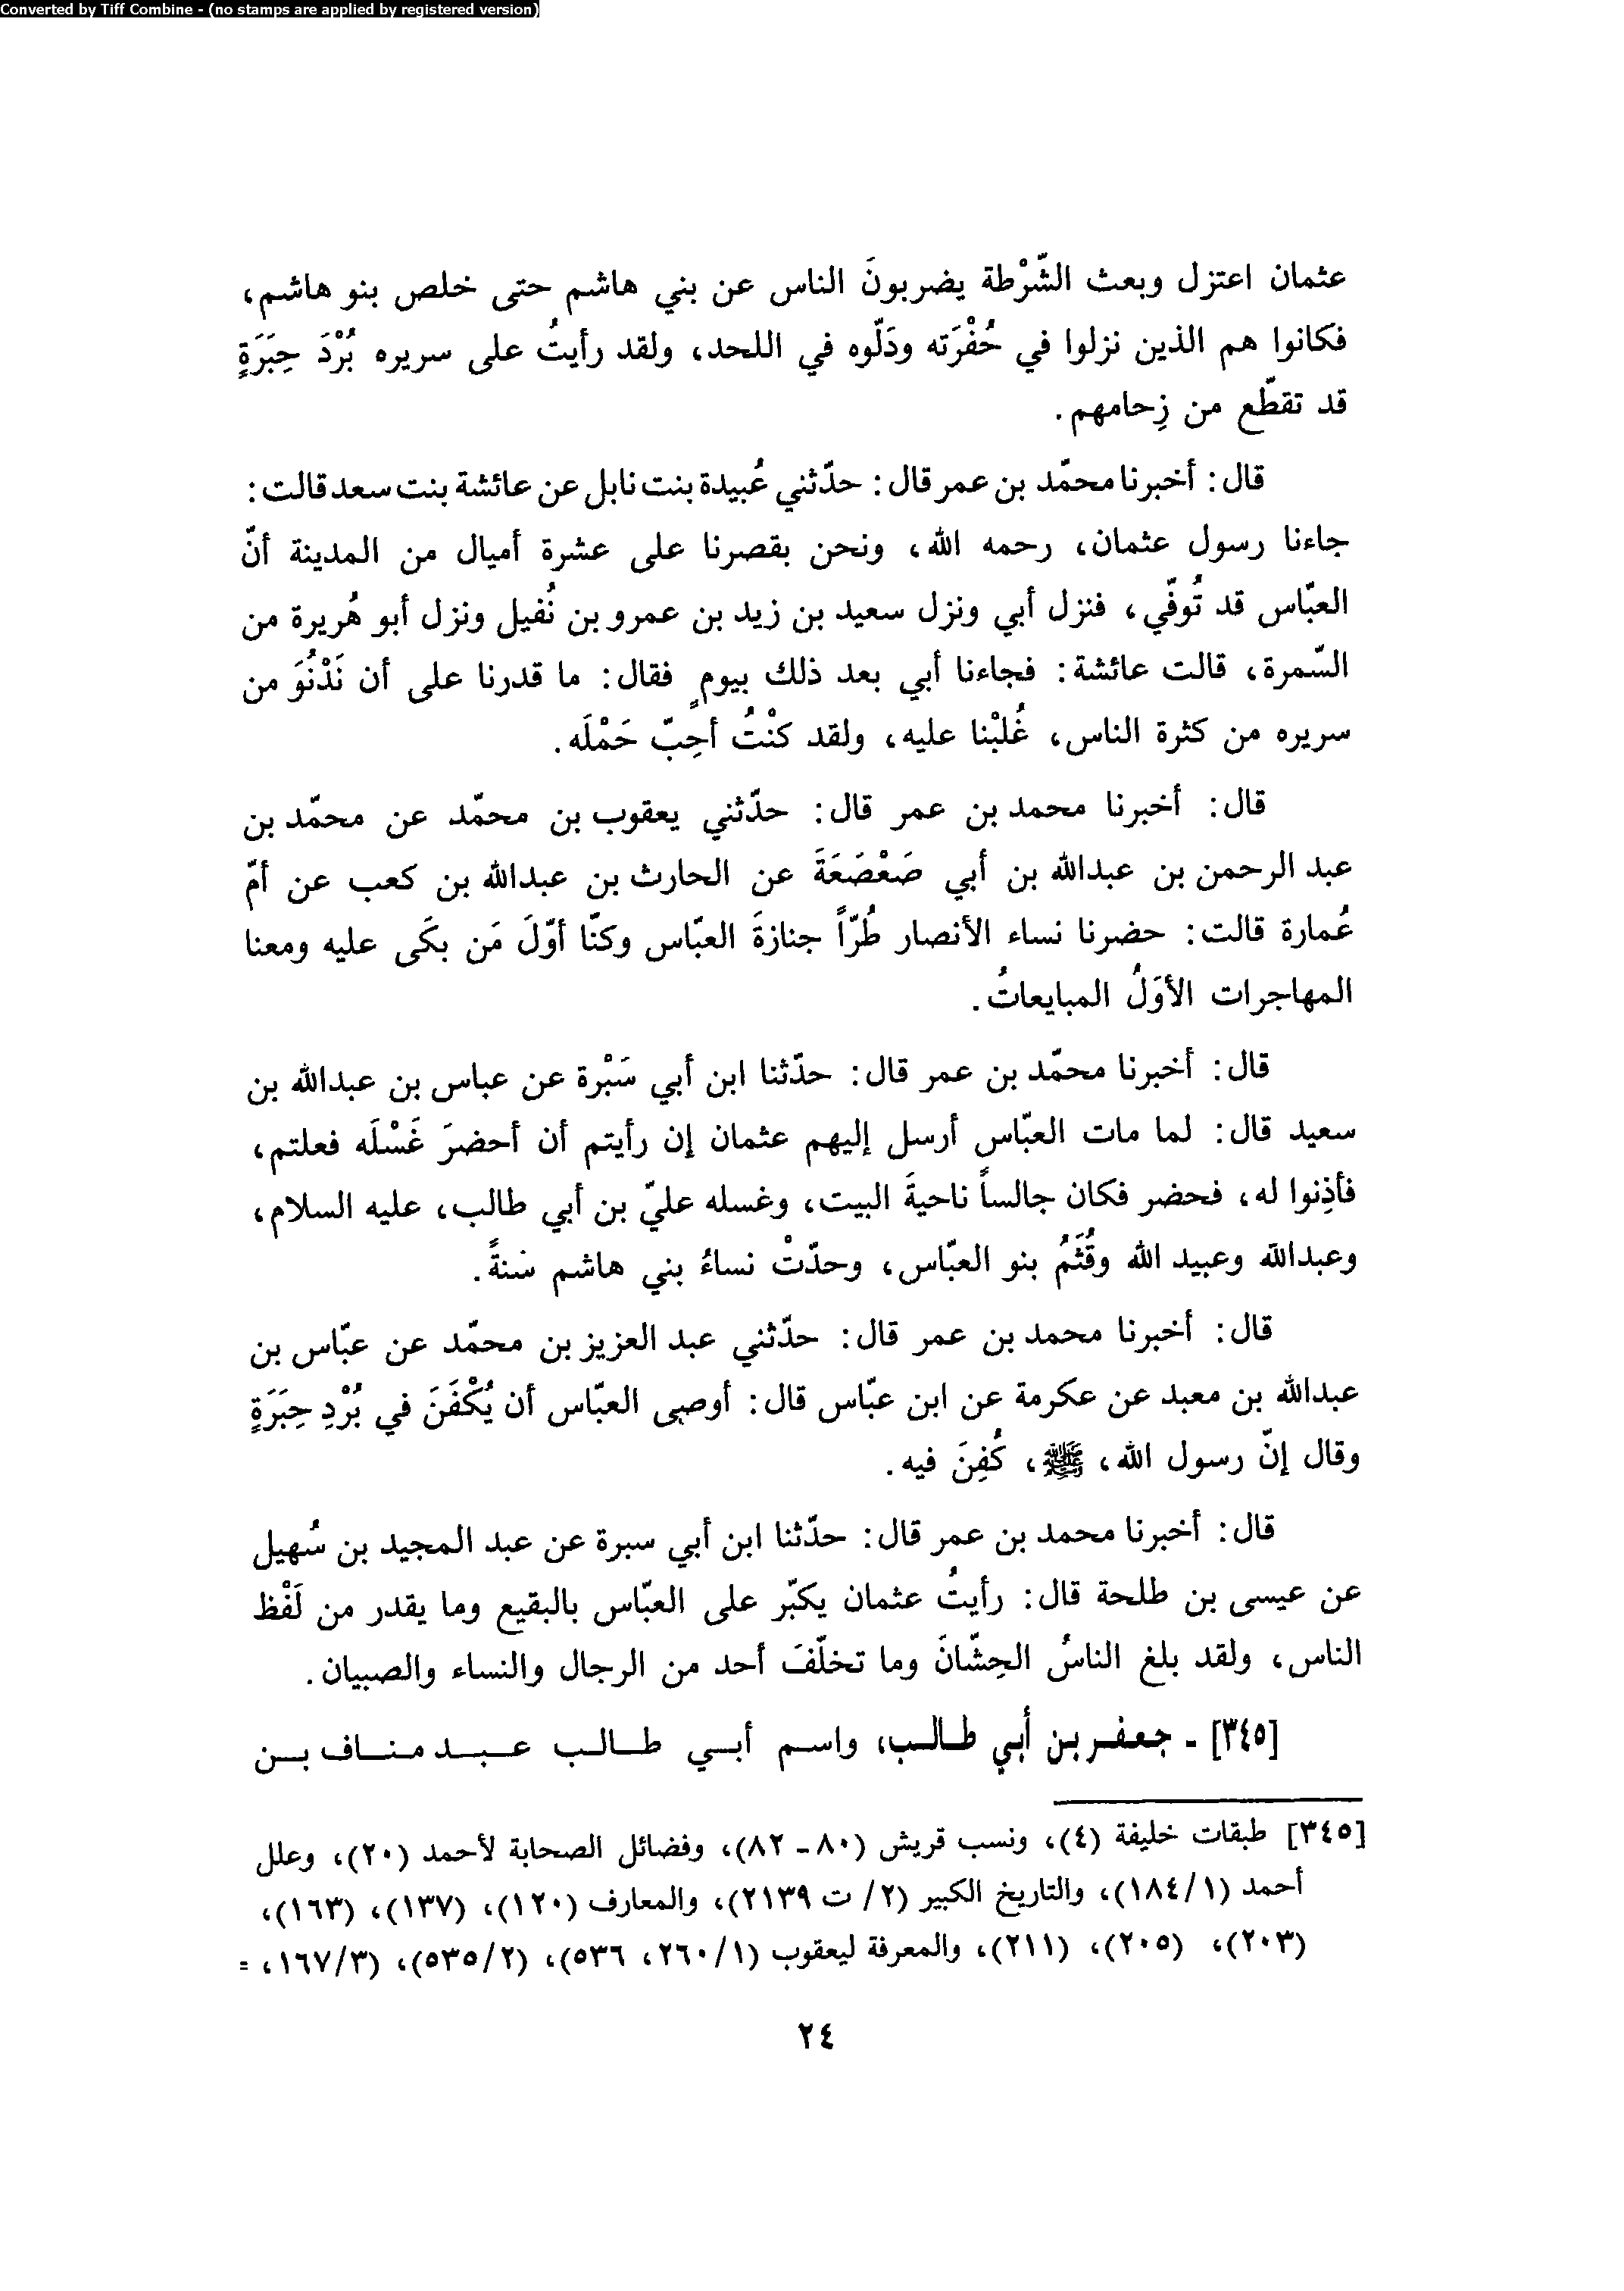 Converted by Tiff Combine - (no stamps are applied by registered version)
عثمان اعتزل وبعث الشّرْطة يضربونَ الناس عن بني هاشم حتى خلص بنو هاشم،
فكانوا هم الذين نزلوا في حُفْرَته ودَلّوه في اللحد، ولقد رأيتُ على سريره بُرْدَ حِبَرَةٍ
قد تقطّع من زِحامهم.
قال: أخبرنا محمّد بن عمر قال: حدّثني عُبيدة بنت نابل عن عائشة بنت سعد قالت:
جاءنا رسول عثمان، رحمه الله، ونحن بقصرنا على عشرة أميال من المدينة أنّ
العبّاس قد تُوفّي، فنزل أبي ونزل سعيد بن زيد بن عمرو بن نُفيل ونزل أبو هُريرة من
السّمرة، قالت عائشة: فجاءنا أبي بعد ذلك بيومٍ فقال: ما قدرنا على أن نَدْنُوَ من
سريره من كثرة الناس، غُلبْنا عليه، ولقد كنْتُ أحِبّ حَمْلَه.
قال: أخبرنا محمد بن عمر قال: حدّثني يعقوب بن محمّد عن محمّد بن
عبد الرحمن بن عبدالله بن أبي صَعْصَعَةَ عن الحارث بن عبدالله بن كعب عن أمّ
عُمارة قالت: حضرنا نساء الأنصار طُرّاً جنازةَ العبّاس وكنّا أوّلَ مَن بكَى عليه ومعنا
المهاجرات الأوَلُ المبايعاتُ.
قال: أخبرنا محمّد بن عمر قال: حدّثنا ابن أبي سَبْرة عن عباس بن عبدالله بن
سعيد قال: لما مات العبّاس أرسل إليهم عثمان إن رأيتم أن أحضرَ غَسْلَه فعلتم،
فأذِنوا له، فحضر فكان جالساً ناحيةَ البيت، وغسله عليّ بن أبي طالب، عليه السلام،
وعبدالله وعبيد الله وقُثَمُ بنو العبّاس، وحدّتْ نساءُ بني هاشم سَنةً.
قال: أخبرنا محمد بن عمر قال: حدّثني عبد العزيز بن محمّد عن عبّاس بن
عبدالله بن معبد عن عكرمة عن ابن عبّاس قال: أوصى العبّاس أن يُكْفَنَ في بُرْدِ حِبَرَةٍ
وقال إنّ رسول الله، ﷺ، كُفِنَ فيه.
قال: أخبرنا محمد بن عمر قال: حدّثنا ابن أبي سبرة عن عبد المجيد بن سُهيل
عن عيسى بن طلحة قال: رأيتُ عثمان يكبّر على العبّاس بالبقيع وما يقدر من لَفْظ
الناس، ولقد بلغ الناسُ الحِشّانَ وما تخلّفَ أحد من الرجال والنساء والصبيان.
[٣٤٥] ـ جعفر بن أبي طالب، واسم أبي طالب عبد مناف بن
[٣٤٥] طبقات خليفة (٤)، ونسب قريش (٨٠ ـ ٨٢)، وفضائل الصحابة لأحمد (٢٠)، وعلل
أحمد (١/١٨٤)، والتاريخ الكبير (٢/ ت ٢١٣٩)، والمعارف (١٢٠)، (١٣٧)، (١٦٣)،
(٢٠٣)، (٢٠٥)، (٢١١)، والمعرفة ليعقوب (١/٢٦٠، ٥٣٦)، (٢/٥٣٥)، (٣/١٦٧، =
٢٤